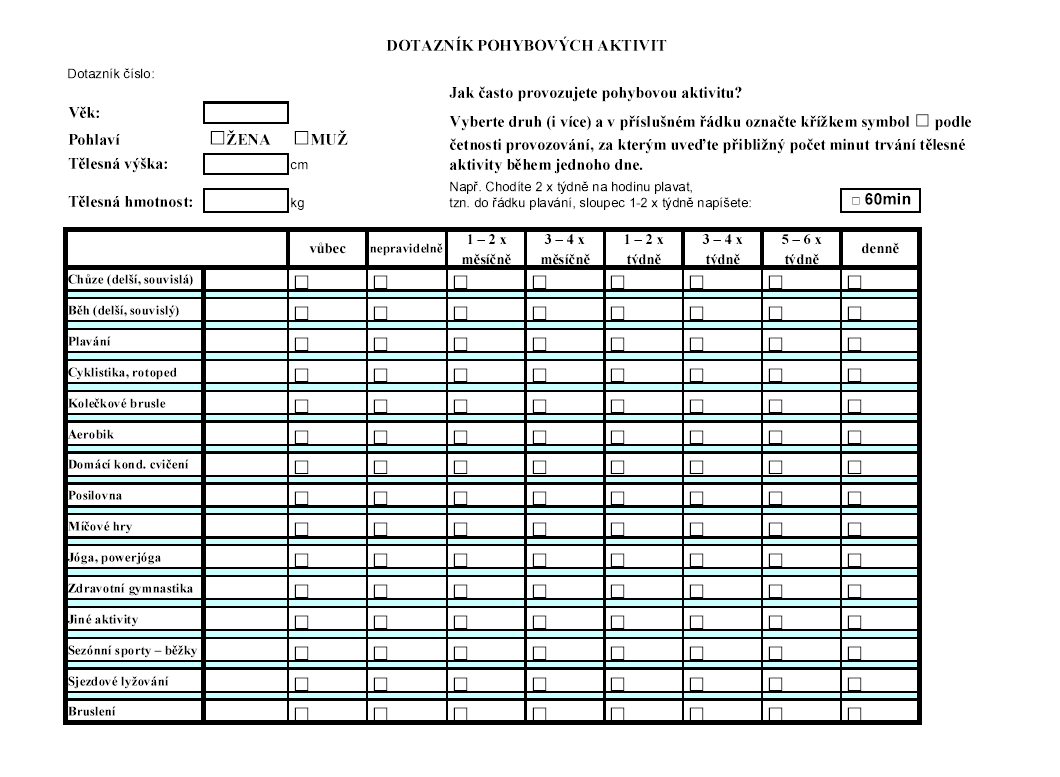 DOTAZNÍK POHYBOVÝCH AKTIVIT
Dotazník číslo:
Věk:
Pohlaví
☐ŽENA ☐MUŽ
Tělesná výška:
cm
Tělesná hmotnost:
kg
Jak často provozujete pohybovou aktivitu?
Vyberte druh (i více) a v příslušném řádku označte křížkem symbol ☐ podle
četnosti provozování, za kterým uveďte přibližný počet minut trvání tělesné
aktivity během jednoho dne.
Např. Chodíte 2 x týdně na hodinu plavat,
tzn. do řádku plavání, sloupec 1-2 x týdně napíšete:
☐ 60min
vůbec
nepravidelně
1 – 2 x
měsíčně
3 – 4 x
měsíčně
1 – 2 x
týdně
3 – 4 x
týdně
5 – 6 x
týdně
denně
Chůze (delší, souvislá) ☐ ☐ ☐ ☐ ☐ ☐ ☐ ☐
Běh (delší, souvislý) ☐ ☐ ☐ ☐ ☐ ☐ ☐ ☐
Plavání ☐ ☐ ☐ ☐ ☐ ☐ ☐ ☐
Cyklistika, rotoped ☐ ☐ ☐ ☐ ☐ ☐ ☐ ☐
Kolečkové brusle ☐ ☐ ☐ ☐ ☐ ☐ ☐ ☐
Aerobik ☐ ☐ ☐ ☐ ☐ ☐ ☐ ☐
Domácí kond. cvičení ☐ ☐ ☐ ☐ ☐ ☐ ☐ ☐
Posilovna ☐ ☐ ☐ ☐ ☐ ☐ ☐ ☐
Míčové hry ☐ ☐ ☐ ☐ ☐ ☐ ☐ ☐
Jóga, powerjóga ☐ ☐ ☐ ☐ ☐ ☐ ☐ ☐
Zdravotní gymnastika ☐ ☐ ☐ ☐ ☐ ☐ ☐ ☐
Jiné aktivity ☐ ☐ ☐ ☐ ☐ ☐ ☐ ☐
Sezónní sporty – běžky ☐ ☐ ☐ ☐ ☐ ☐ ☐ ☐
Sjezdové lyžování ☐ ☐ ☐ ☐ ☐ ☐ ☐ ☐
Bruslení ☐ ☐ ☐ ☐ ☐ ☐ ☐ ☐